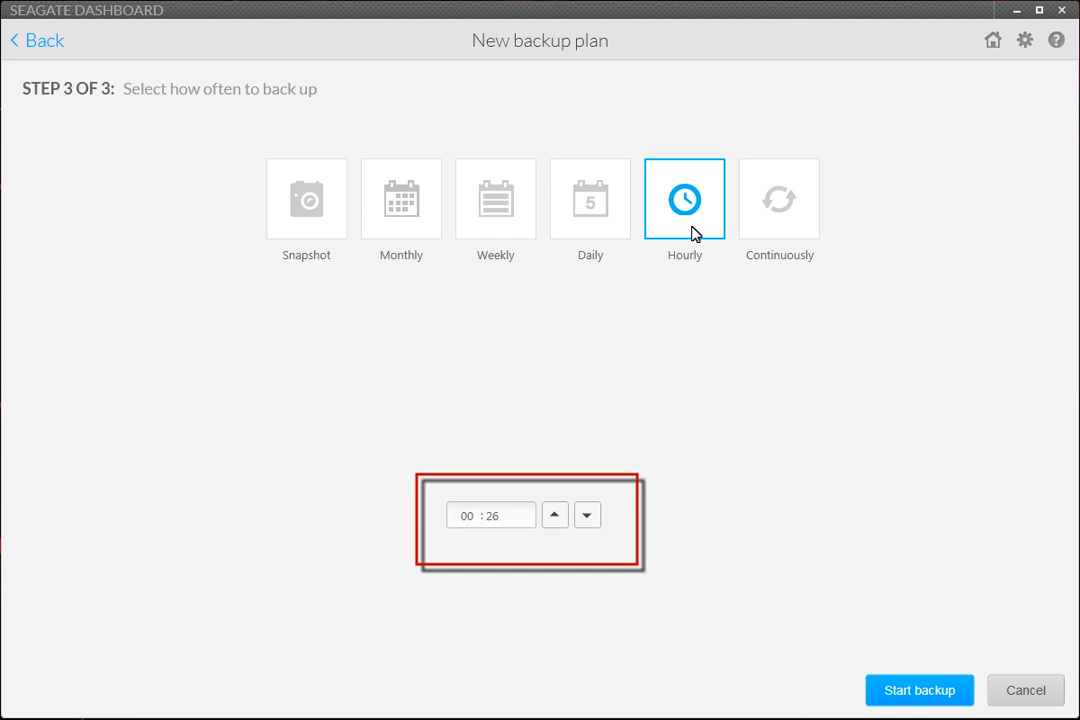 SEAGATE DASHBOARD
Back
New backup plan
STEP 3 OF 3: Select how often to back up
5
Snapshot
Monthly
Weekly
Daily
Hourly
Continuously
00 : 26
Start backup
Cancel